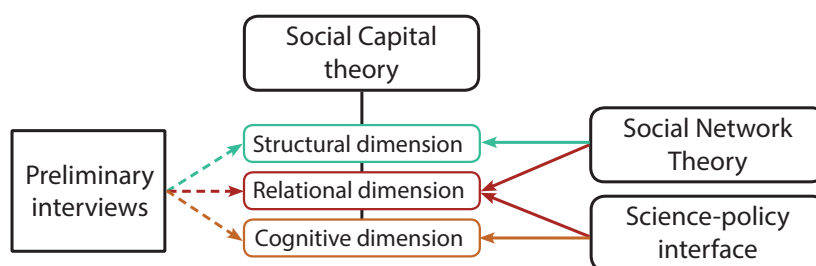 Social Capital
theory
Preliminary
interviews
Structural dimension
Relational dimension
Cognitive dimension
Social Network
Theory
Science-policy
interface